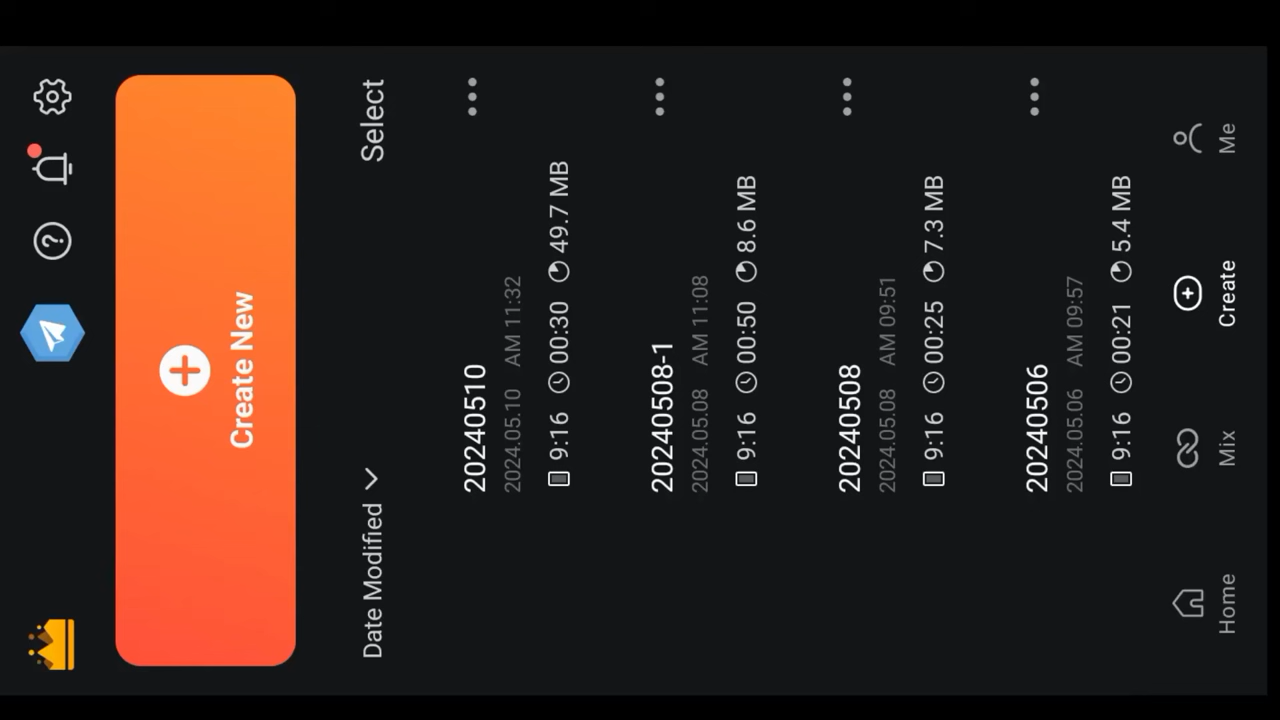 Create New
Date Modified
Select
20240510
2024.05.10 AM 11:32
9:16 00:30 49.7 MB
20240508-1
2024.05.08 AM 11:08
9:16 00:50 8.6 MB
20240508
2024.05.08 AM 09:51
9:16 00:25 7.3 MB
20240506
2024.05.06 AM 09:57
9:16 00:21 5.4 MB
Home
Mix
Create
Me